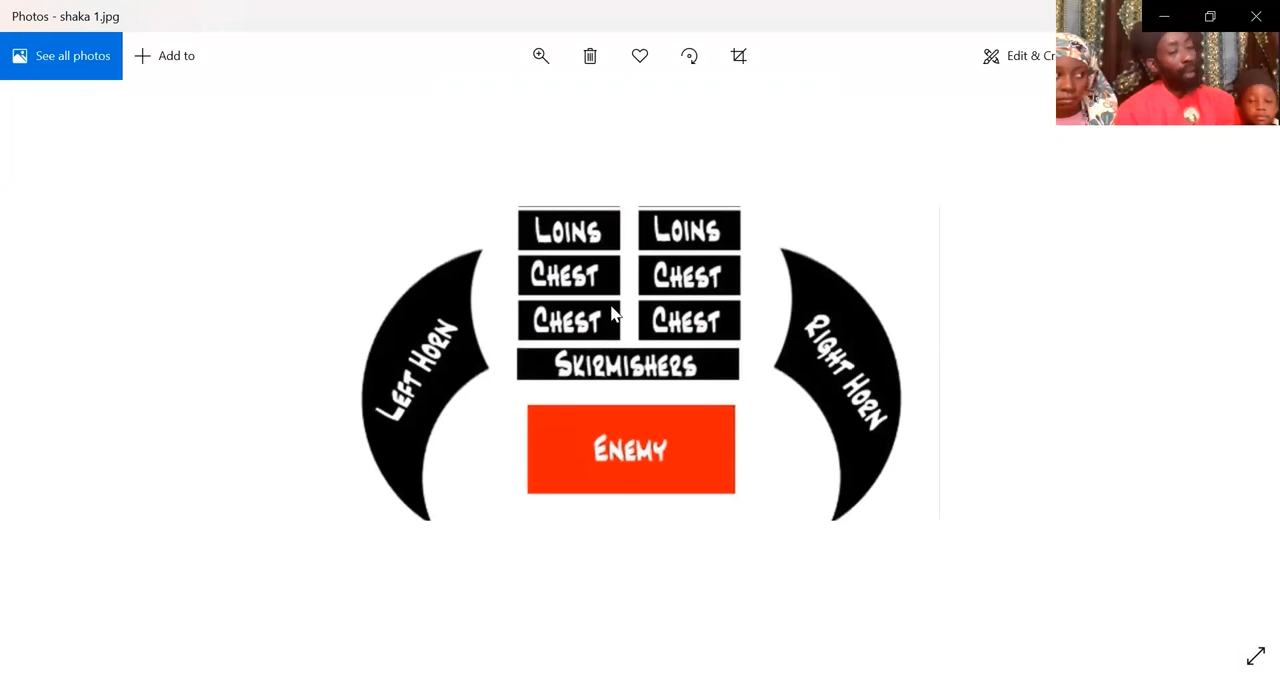 Photos - shaka 1.jpg
See all photos
Add to
Edit & Cr
LOINS LOINS
CHEST CHEST
CHEST CHEST
SKIRMISHERS
LEFT HORN
RIGHT HORN
ENEMY